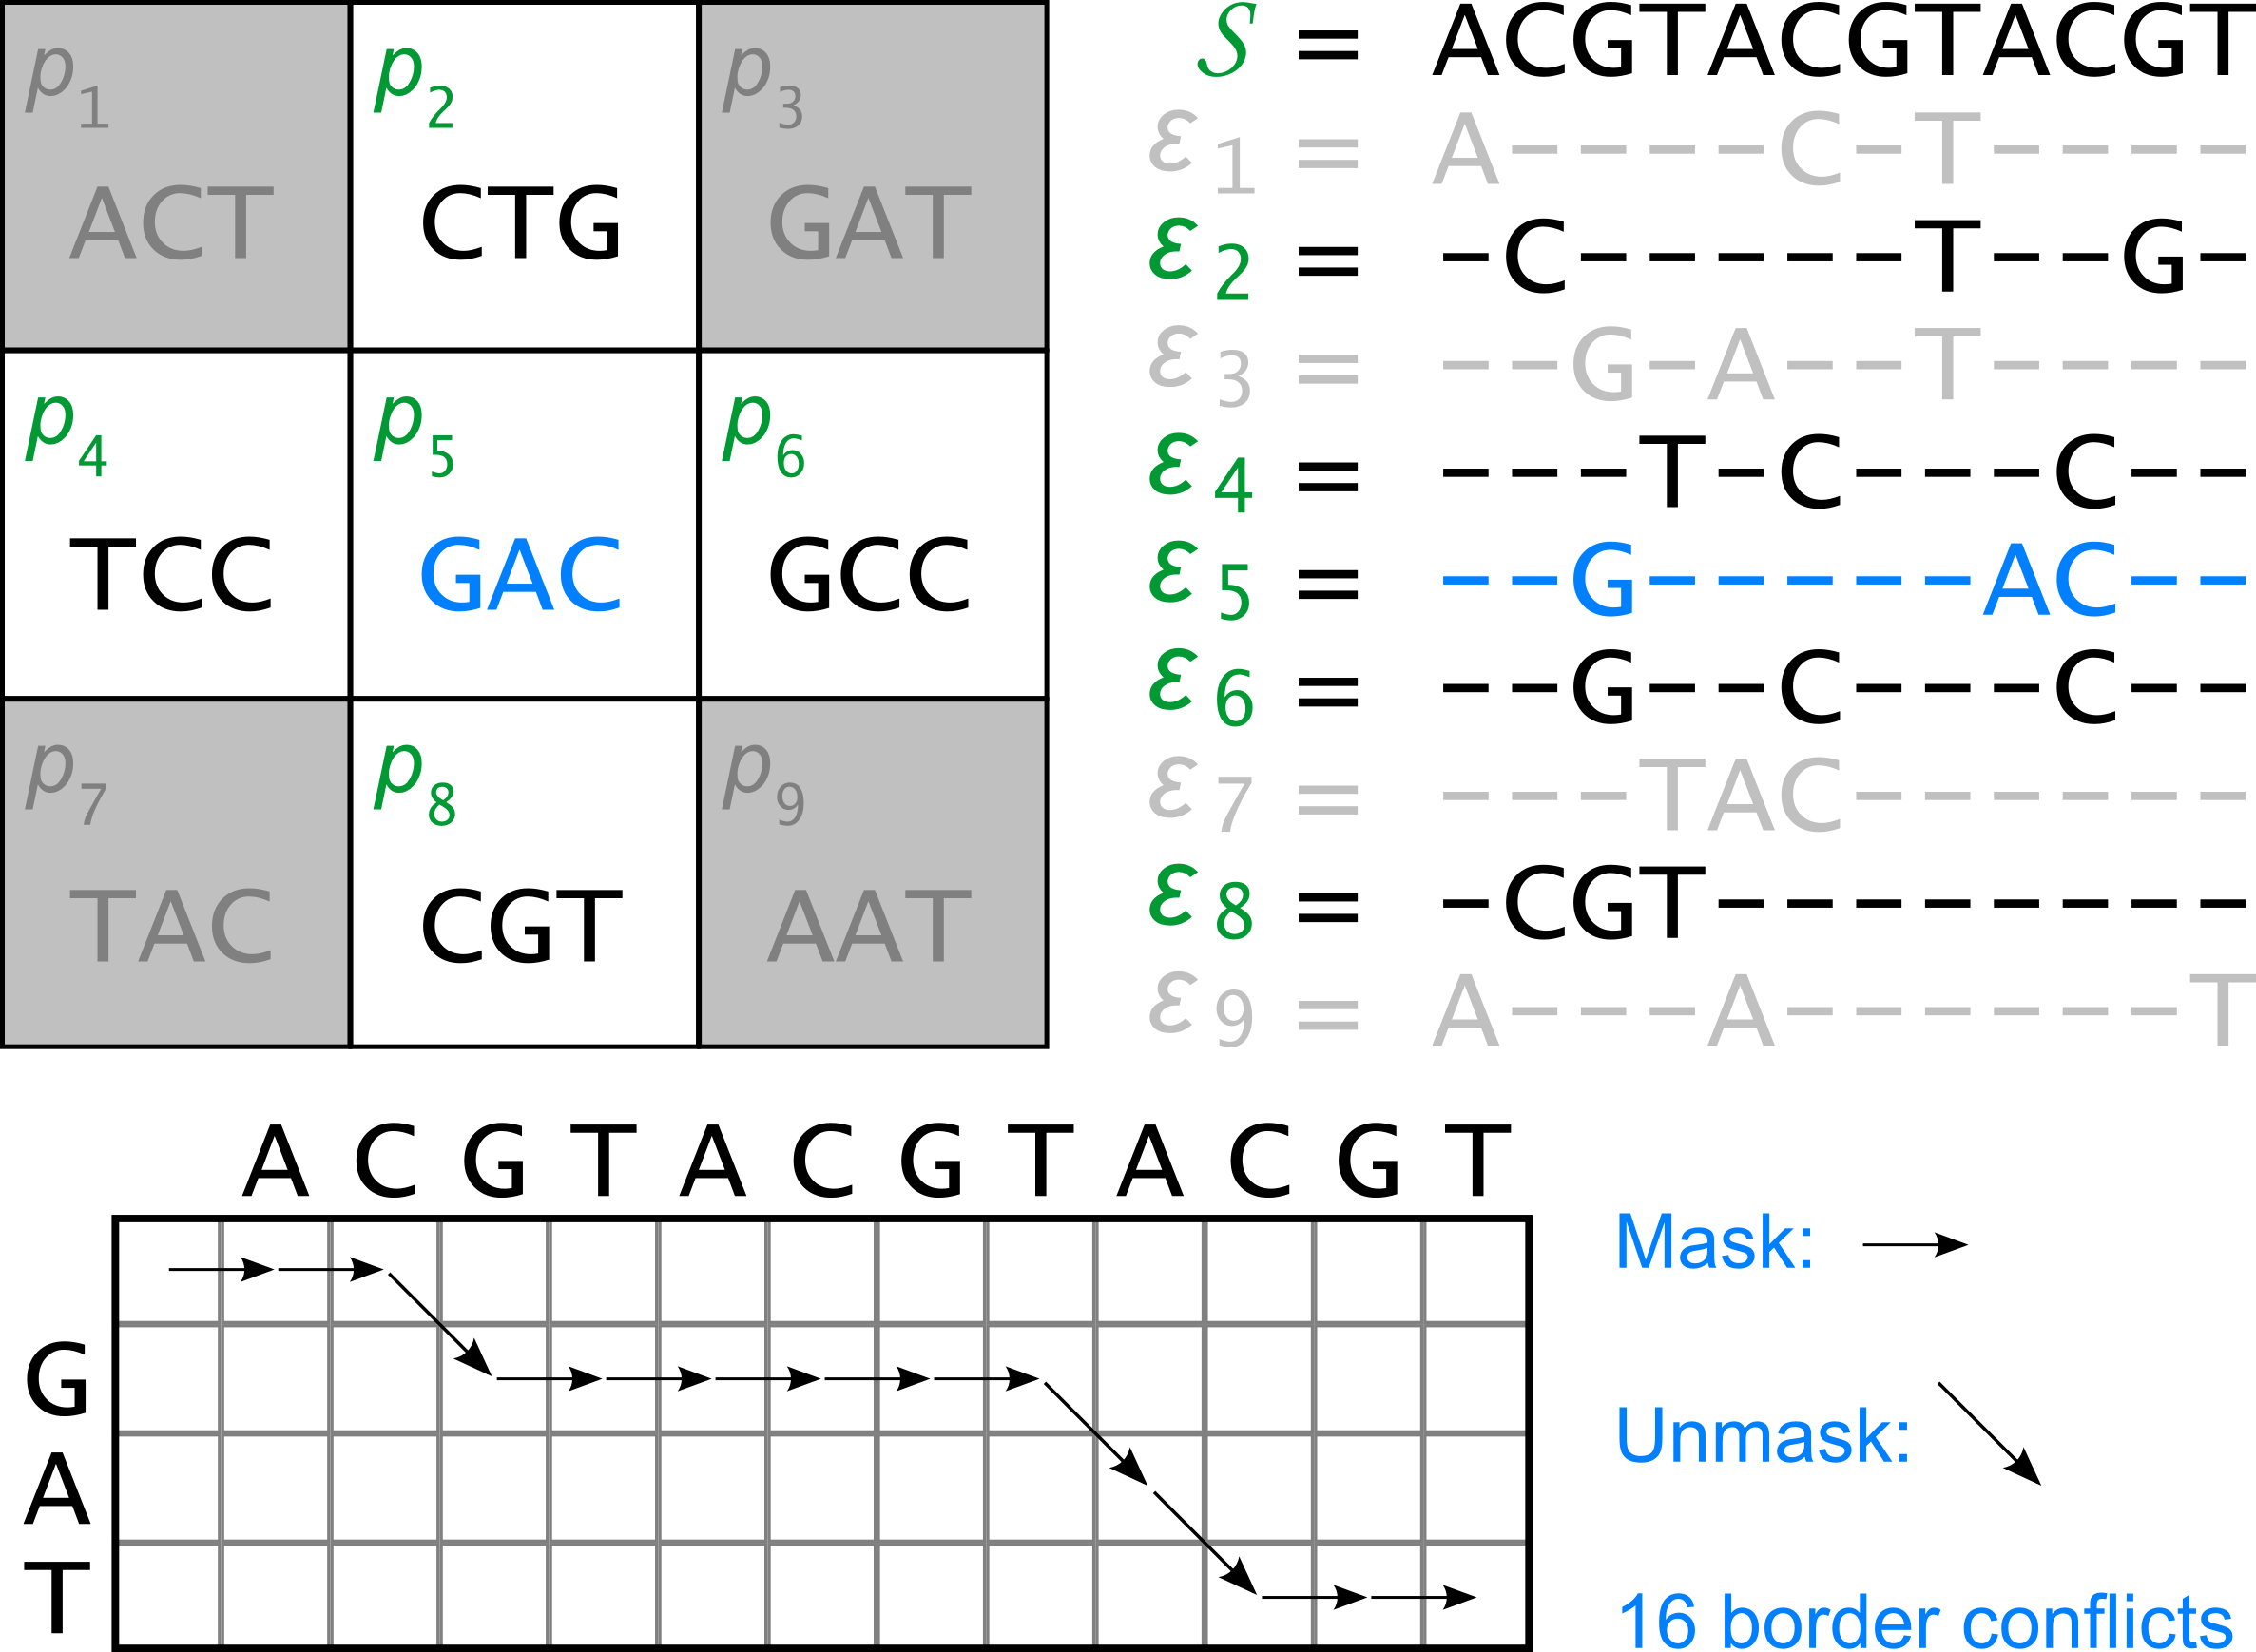 p1 p2 p3
ACT CTG GAT
p4 p5 p6
TCC GAC GCC
p7 p8 p9
TAC CGT AAT
S = ACGTACGTACGT
ε1 = A----C-T----
ε2 = -C-----T--G-
ε3 = --G-A--T----
ε4 = ---T-C---C--
ε5 = --G-----AC--
ε6 = --G--C---C--
ε7 = ---TAC------
ε8 = -CGT--------
ε9 = A---A------T
A C G T A C G T A C G T
G
A
T
Mask:
Unmask:
16 border conflicts